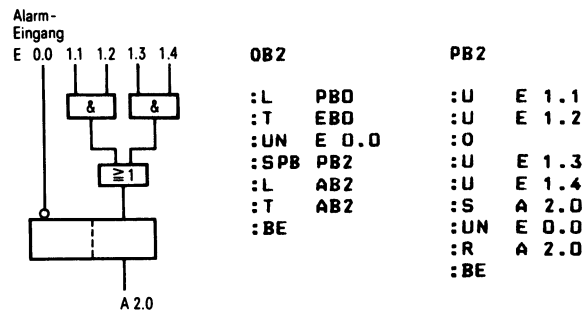 Alarm-
Eingang
E 0.0 1.1 1.2 1.3 1.4
& &
≧1
A 2.0
OB2
:L PB0
:T EB0
:UN E 0.0
:SPB PB2
:L AB2
:T AB2
:BE
PB2
:U E 1.1
:U E 1.2
:O
:U E 1.3
:U E 1.4
:S A 2.0
:UN E 0.0
:R A 2.0
:BE